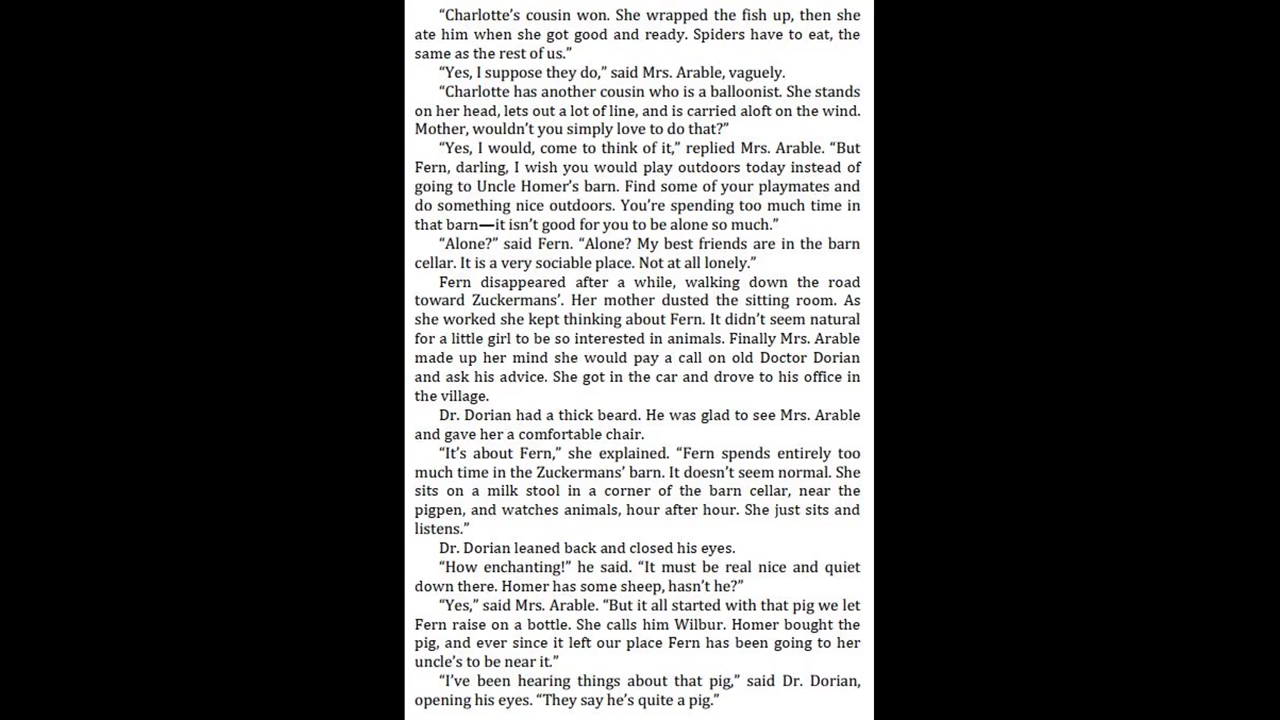 “Charlotte’s cousin won. She wrapped the fish up, then she
ate him when she got good and ready. Spiders have to eat, the
same as the rest of us.”
“Yes, I suppose they do,” said Mrs. Arable, vaguely.
“Charlotte has another cousin who is a balloonist. She stands
on her head, lets out a lot of line, and is carried aloft on the wind.
Mother, wouldn’t you simply love to do that?”
“Yes, I would, come to think of it,” replied Mrs. Arable. “But
Fern, darling, I wish you would play outdoors today instead of
going to Uncle Homer’s barn. Find some of your playmates and
do something nice outdoors. You’re spending too much time in
that barn—it isn’t good for you to be alone so much.”
“Alone?” said Fern. “Alone? My best friends are in the barn
cellar. It is a very sociable place. Not at all lonely.”
Fern disappeared after a while, walking down the road
toward Zuckermans’. Her mother dusted the sitting room. As
she worked she kept thinking about Fern. It didn’t seem natural
for a little girl to be so interested in animals. Finally Mrs. Arable
made up her mind she would pay a call on old Doctor Dorian
and ask his advice. She got in the car and drove to his office in
the village.
Dr. Dorian had a thick beard. He was glad to see Mrs. Arable
and gave her a comfortable chair.
“It’s about Fern,” she explained. “Fern spends entirely too
much time in the Zuckermans’ barn. It doesn’t seem normal. She
sits on a milk stool in a corner of the barn cellar, near the
pigpen, and watches animals, hour after hour. She just sits and
listens.”
Dr. Dorian leaned back and closed his eyes.
“How enchanting!” he said. “It must be real nice and quiet
down there. Homer has some sheep, hasn’t he?”
“Yes,” said Mrs. Arable. “But it all started with that pig we let
Fern raise on a bottle. She calls him Wilbur. Homer bought the
pig, and ever since it left our place Fern has been going to her
uncle’s to be near it.”
“I’ve been hearing things about that pig,” said Dr. Dorian,
opening his eyes. “They say he’s quite a pig.”